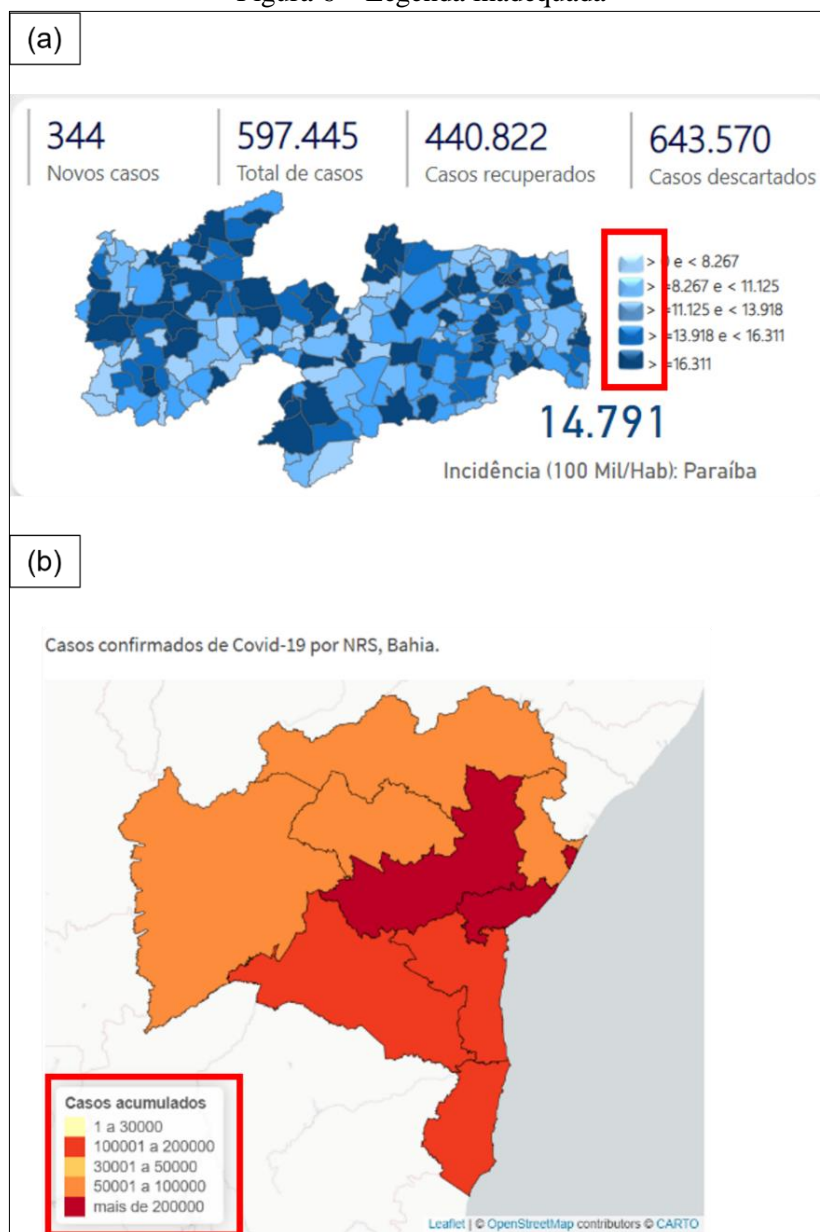 Figura 8 – Legenda inadequada
(a)
344
Novos casos
597.445
Total de casos
440.822
Casos recuperados
643.570
Casos descartados
> 0 e < 8.267
> =8.267 e < 11.125
> =11.125 e < 13.918
> =13.918 e < 16.311
> =16.311
14.791
Incidência (100 Mil/Hab): Paraíba
(b)
Casos confirmados de Covid-19 por NRS, Bahia.
Casos acumulados
1 a 30000
100001 a 200000
30001 a 50000
50001 a 100000
mais de 200000
Leaflet | © OpenStreetMap contributors © CARTO